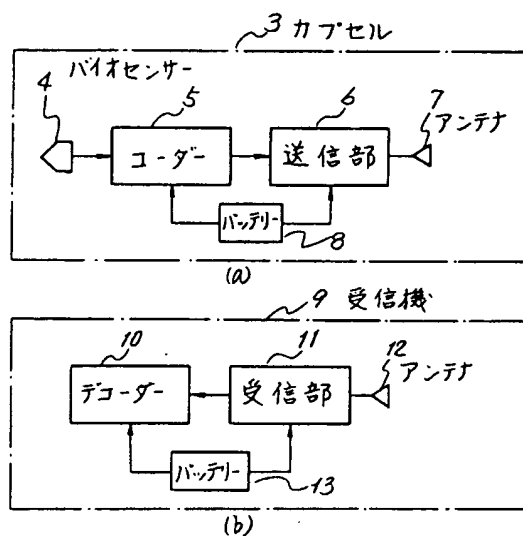 3 カプセル
バイオセンサー
4 5 6 7
アンテナ
コーダー 送信部
バッテリー
8
(a)
9 受信機
10 11 12
アンテナ
デコーダー 受信部
バッテリー
13
(b)